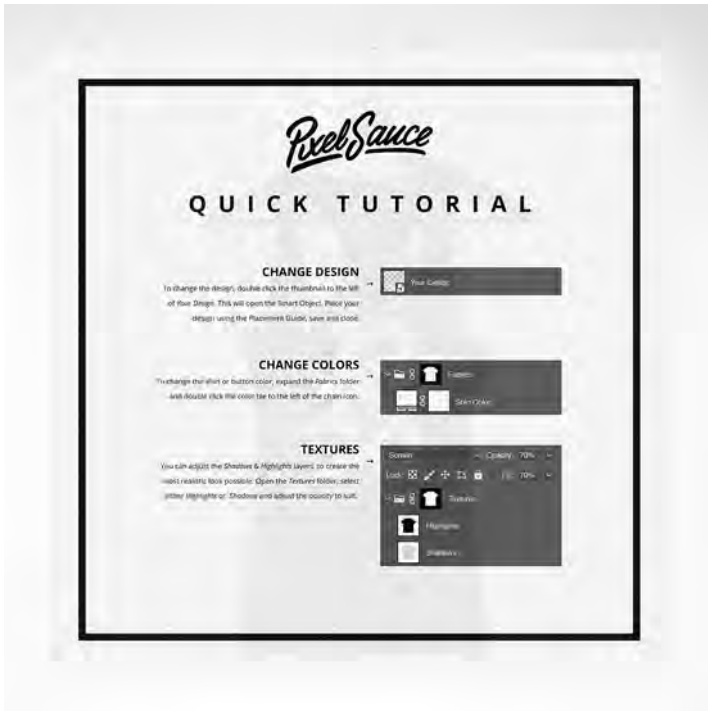 PixelSauce
QUICK TUTORIAL
CHANGE DESIGN
To change the design, double click the thumbnail to the left
of Your Design. This will open the Smart Object. Place your
design using the Placement Guide, save and close.
→
Your Design
CHANGE COLORS
To change the shirt or button color, expand the Fabrics folder
and double click the color tile to the left of the chain icon.
→
Fabrics
Shirt Color
TEXTURES
You can adjust the Shadows & Highlights layers, to create the
most realistic look possible. Open the Textures folder, select
either Highlights or Shadows and adjust the opacity to suit.
→
Screen Opacity: 70%
Lock: Fill: 70%
Textures
Highlights
Shadows